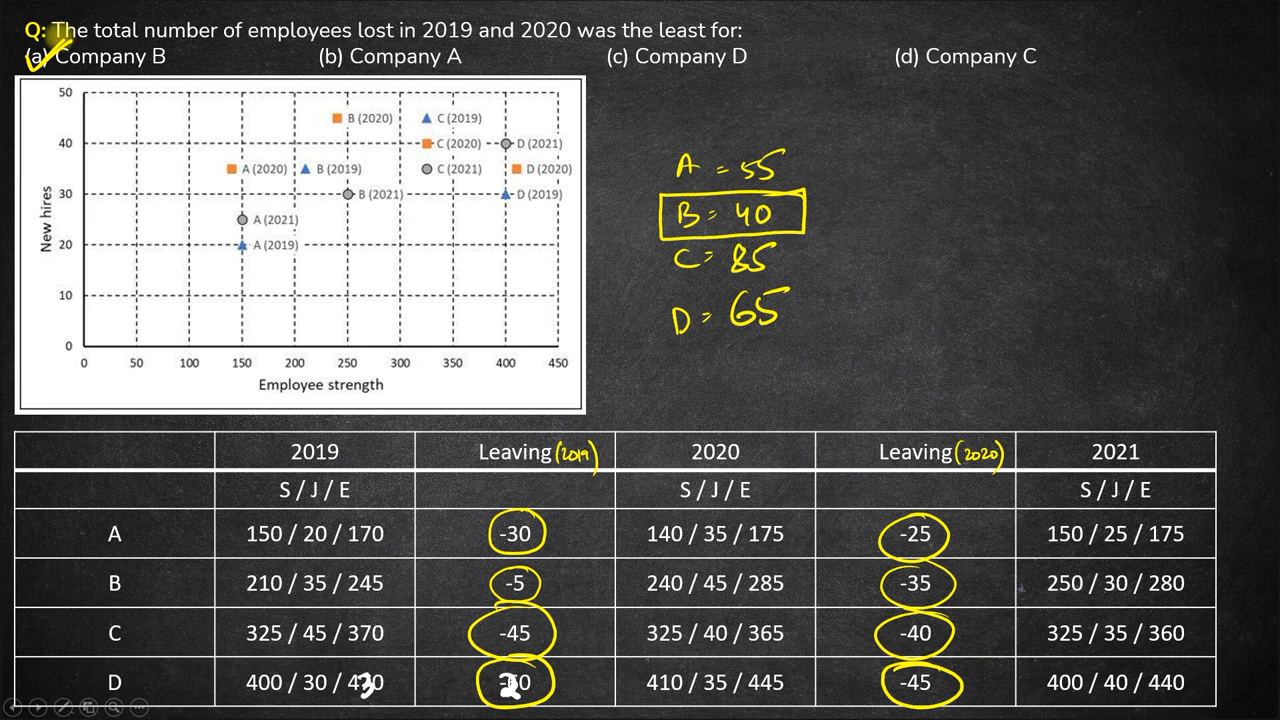 Q: The total number of employees lost in 2019 and 2020 was the least for:
(a) Company B (b) Company A (c) Company D (d) Company C
50
40
30
20
10
0
New hires
B (2020) C (2019)
C (2020) D (2021)
A (2020) B (2019) C (2021) D (2020)
B (2021) D (2019)
A (2021)
A (2019)
0 50 100 150 200 250 300 350 400 450
Employee strength
A = 55
B = 40
C = 85
D = 65
2019 Leaving (2019) 2020 Leaving (2020) 2021
S / J / E S / J / E S / J / E
A 150 / 20 / 170 -30 140 / 35 / 175 -25 150 / 25 / 175
B 210 / 35 / 245 -5 240 / 45 / 285 -35 250 / 30 / 280
C 325 / 45 / 370 -45 325 / 40 / 365 -40 325 / 35 / 360
D 400 / 30 / 430 20 410 / 35 / 445 -45 400 / 40 / 440